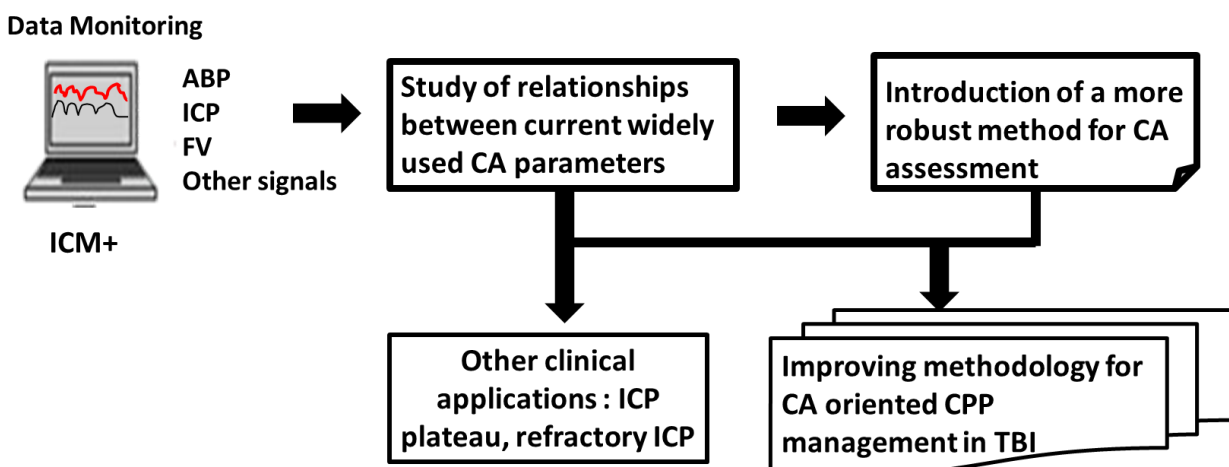 Data Monitoring
ABP
ICP
FV
Other signals
ICM+
Study of relationships
between current widely
used CA parameters
Introduction of a more
robust method for CA
assessment
Other clinical
applications : ICP
plateau, refractory ICP
Improving methodology for
CA oriented CPP
management in TBI